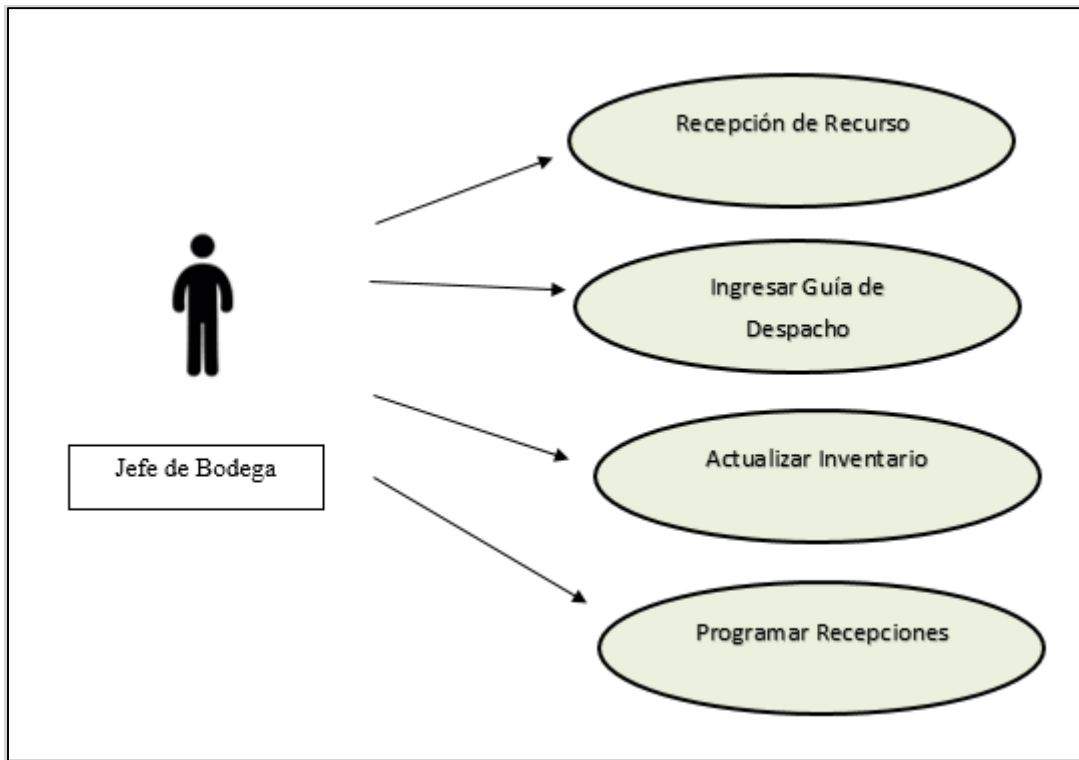 Recepción de Recurso
Ingresar Guía de
Despacho
Jefe de Bodega
Actualizar Inventario
Programar Recepciones